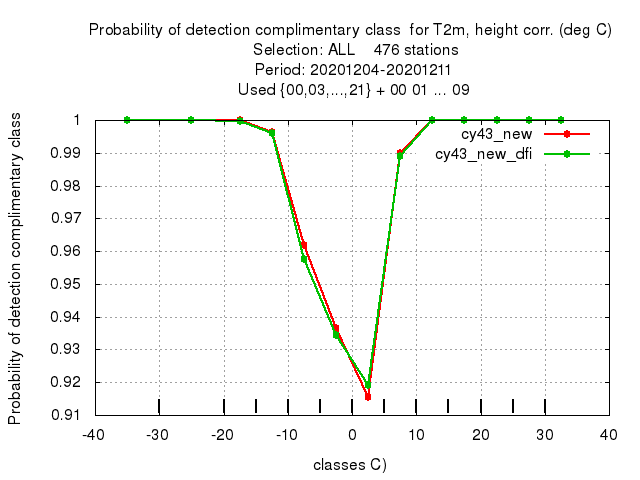 Probability of detection complimentary class  for T2m, height corr. (deg C)
Selection: ALL    476 stations
Period: 20201204-20201211
Used {00,03,...,21} + 00 01 ... 09
Probability of detection complimentary class
1
0.99
0.98
0.97
0.96
0.95
0.94
0.93
0.92
0.91
cy43_new
cy43_new_dfi
-40 -30 -20 -10 0 10 20 30 40
classes C)